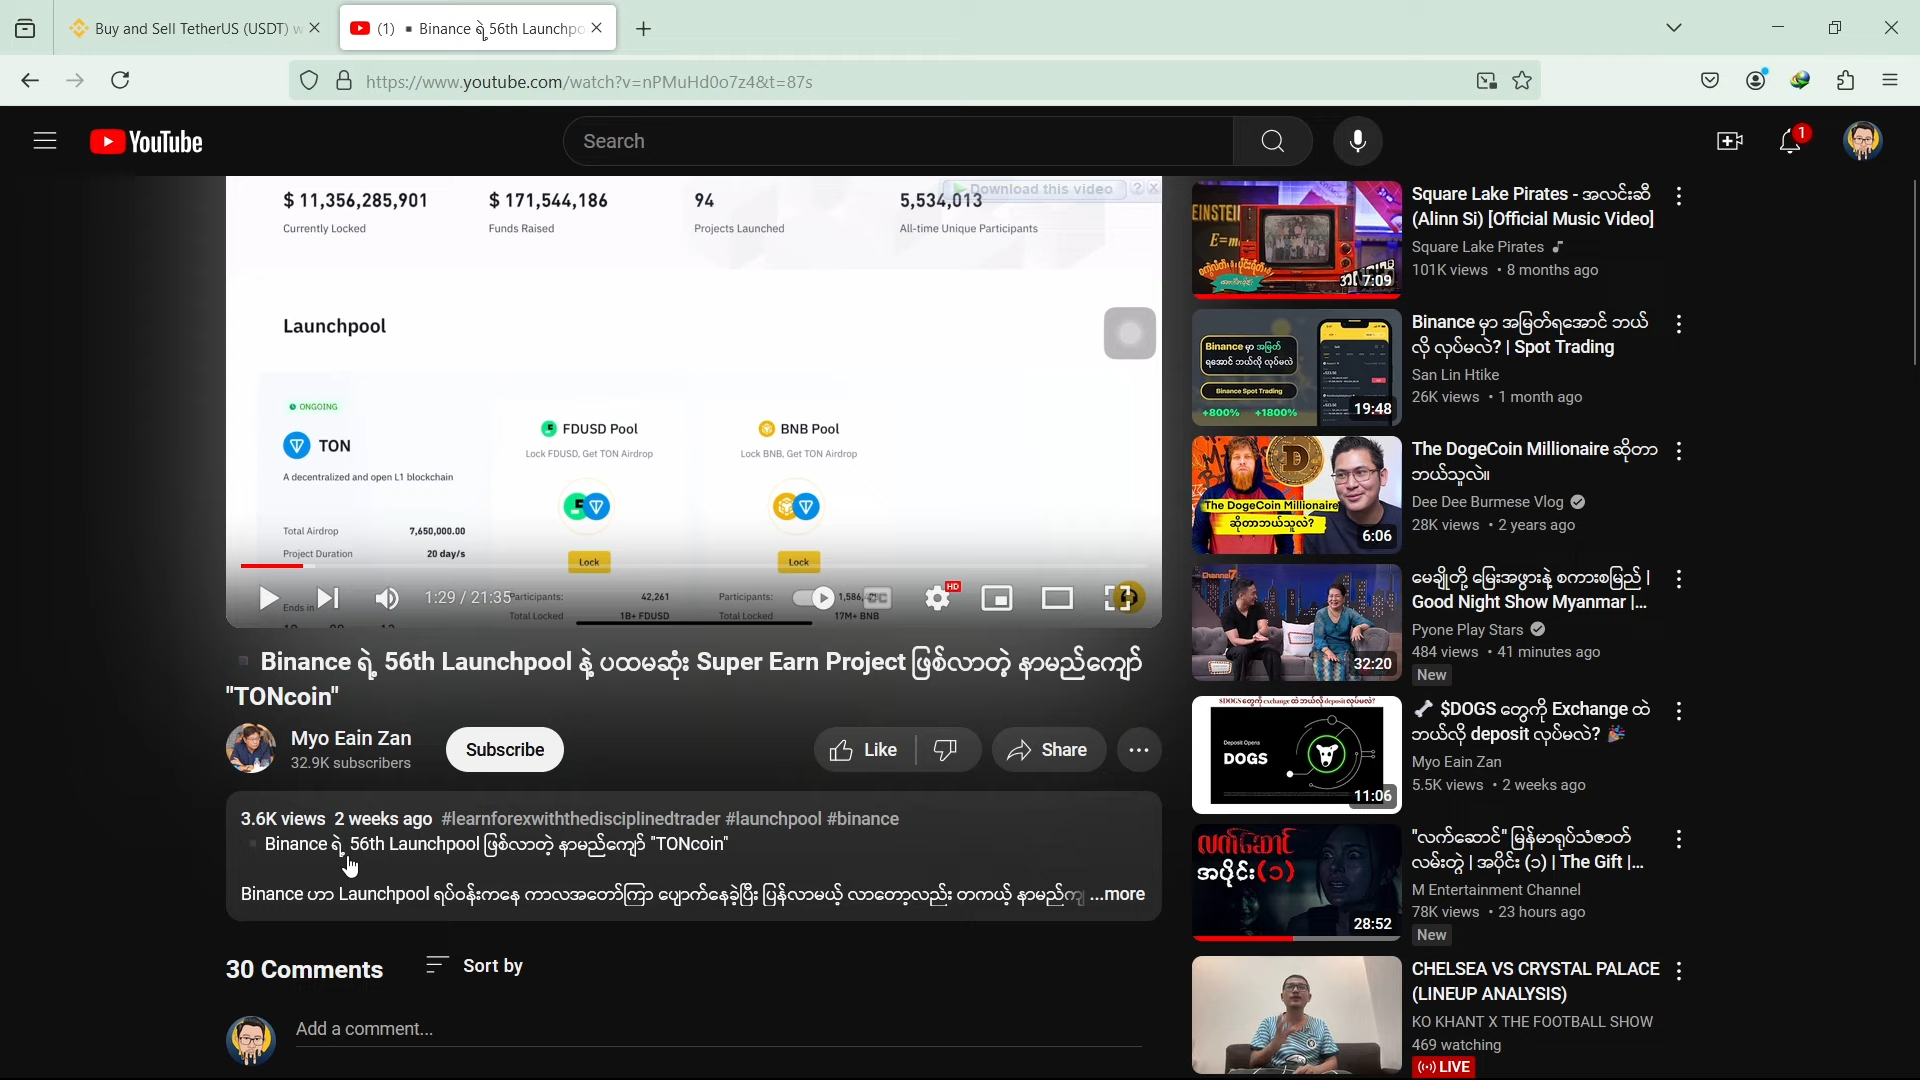 Buy and Sell TetherUS (USDT) w
(1) ▪ Binance ရဲ့ 56th Launchpo
https://www.youtube.com/watch?v=nPMuHd0o7z4&t=87s
YouTube
Search
1
$ 11,356,285,901
$ 171,544,186
94
5,534,013
Download this video
Currently Locked
Funds Raised
Projects Launched
All-time Unique Participants
Launchpool
ONGOING
TON
A decentralized and open L1 blockchain
Total Airdrop 7,650,000.00
Project Duration 20 day/s
Ends in
FDUSD Pool
Lock FDUSD, Get TON Airdrop
Lock
Participants: 42,261
Total Locked 1B+ FDUSD
BNB Pool
Lock BNB, Get TON Airdrop
Lock
Participants:
Total Locked 17M+ BNB
1:29 / 21:35
HD
▪ Binance ရဲ့ 56th Launchpool နဲ့ ပထမဆုံး Super Earn Project ဖြစ်လာတဲ့ နာမည်ကျော်
"TONcoin"
Myo Eain Zan
32.9K subscribers
Subscribe
Like
Share
3.6K views 2 weeks ago #learnforexwiththedisciplinedtrader #launchpool #binance
▪ Binance ရဲ့ 56th Launchpool ဖြစ်လာတဲ့ နာမည်ကျော် "TONcoin"
Binance ဟာ Launchpool ရပ်ဝန်းကနေ ကာလအတော်ကြာ ပျောက်နေခဲ့ပြီး ပြန်လာမယ့် လာတော့လည်း တကယ့် နာမည်ကျ ...more
30 Comments
Sort by
Add a comment...
EINSTEI
E=m
7:09
Square Lake Pirates - အလင်းဆီ
(Alinn Si) [Official Music Video]
Square Lake Pirates
101K views • 8 months ago
Binance မှာ အမြတ်
ရအောင် ဘယ်လို လုပ်မလဲ
Binance Spot Trading
+800% +1800%
19:48
Binance မှာ အမြတ်ရအောင် ဘယ်
လို လုပ်မလဲ? | Spot Trading
San Lin Htike
26K views • 1 month ago
The DogeCoin Millionaire
ဆိုတာဘယ်သူလဲ?
6:06
The DogeCoin Millionaire ဆိုတာ
ဘယ်သူလဲ။
Dee Dee Burmese Vlog
28K views • 2 years ago
Channel7
32:20
မေချိုတို့ မြေးအဖွားနဲ့ စကားစမြည် |
Good Night Show Myanmar |...
Pyone Play Stars
484 views • 41 minutes ago
New
$DOGS တွေကို exchange ထဲ ဘယ်လို deposit လုပ်မလဲ?
Deposit Opens
DOGS
11:06
$DOGS တွေကို Exchange ထဲ
ဘယ်လို deposit လုပ်မလဲ? 🎉
Myo Eain Zan
5.5K views • 2 weeks ago
လက်ဆောင်
အပိုင်း (၁)
28:52
"လက်ဆောင်" မြန်မာရုပ်သံဇာတ်
လမ်းတွဲ | အပိုင်း (၁) | The Gift |...
M Entertainment Channel
78K views • 23 hours ago
New
CHELSEA VS CRYSTAL PALACE
(LINEUP ANALYSIS)
KO KHANT X THE FOOTBALL SHOW
469 watching
LIVE